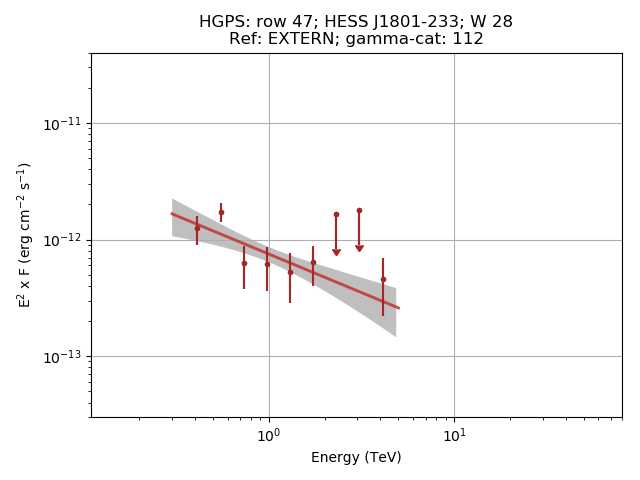 HGPS: row 47; HESS J1801-233; W 28
Ref: EXTERN; gamma-cat: 112
E² x F (erg cm⁻² s⁻¹)
10⁻¹¹
10⁻¹²
10⁻¹³
10⁰ 10¹
Energy (TeV)